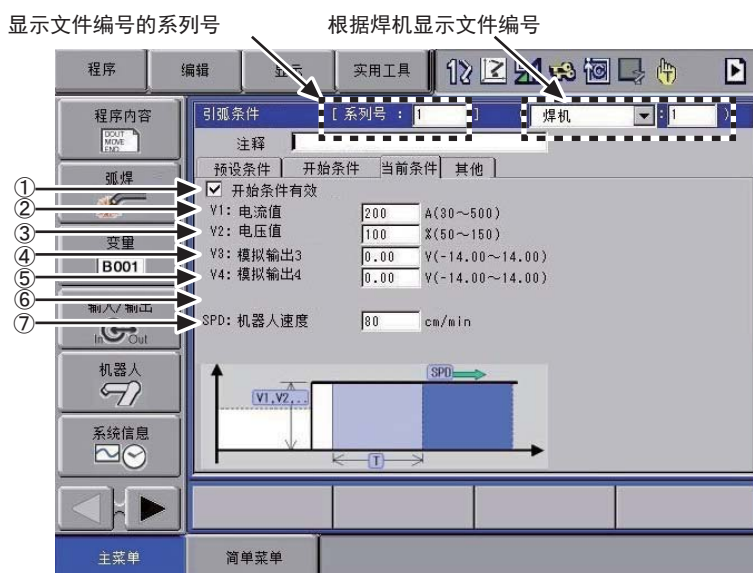 显示文件编号的系列号 根据焊机显示文件编号
程序 编辑 显示 实用工具
程序内容
DOUT
MOVE
END
弧焊
变量
B001
输入/输出
In Out
机器人
系统信息
引弧条件 [ 系列号 : 1 ] 焊机 : 1 )
注释
预设条件 开始条件 当前条件 其他
① 开始条件有效
② V1: 电流值 200 A(30～500)
③ V2: 电压值 100 %(50～150)
④ V3: 模拟输出3 0.00 V(-14.00～14.00)
⑤ V4: 模拟输出4 0.00 V(-14.00～14.00)
⑥
⑦ SPD: 机器人速度 80 cm/min
SPD
V1,V2,..
T
主菜单 简单菜单